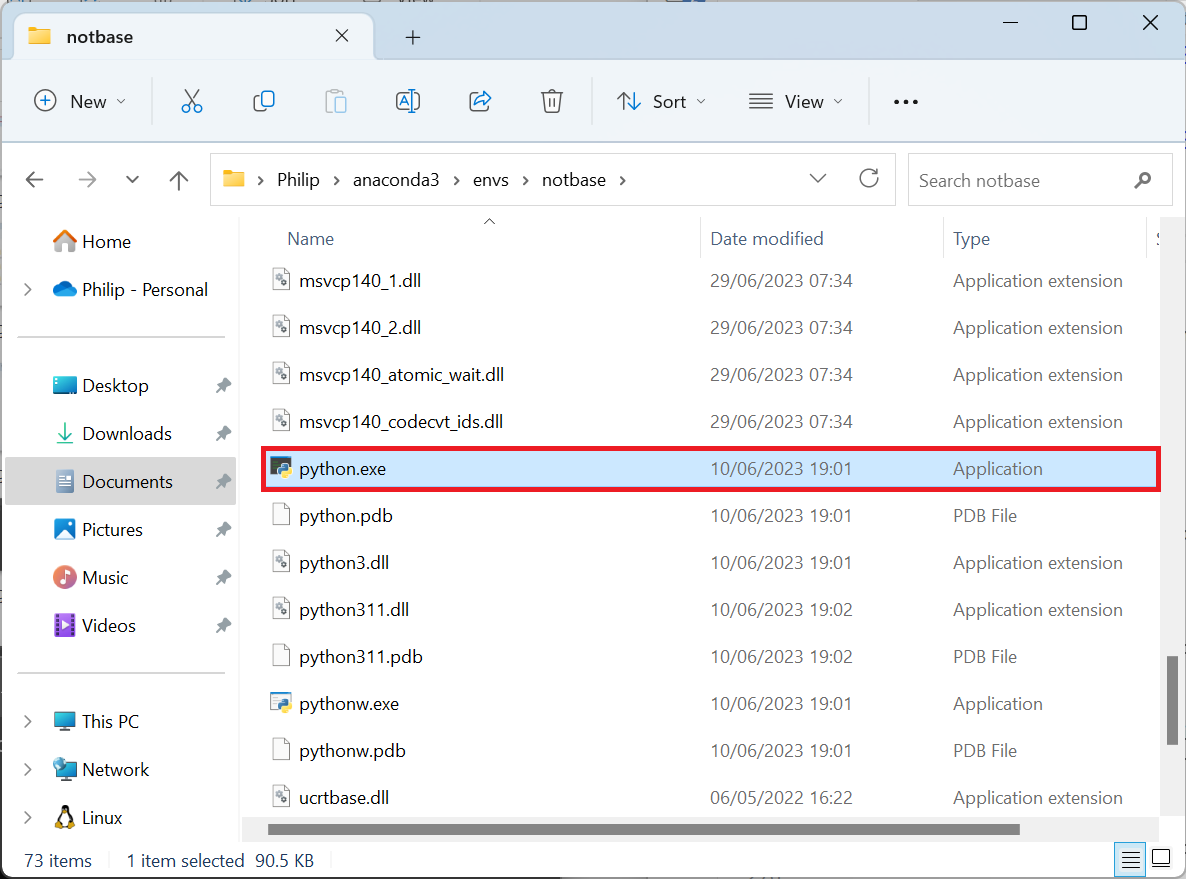 notbase
New Sort View
Philip anaconda3 envs notbase Search notbase
Home
Philip - Personal
Desktop
Downloads
Documents
Pictures
Music
Videos
This PC
Network
Linux
Name Date modified Type
msvcp140_1.dll 29/06/2023 07:34 Application extension
msvcp140_2.dll 29/06/2023 07:34 Application extension
msvcp140_atomic_wait.dll 29/06/2023 07:34 Application extension
msvcp140_codecvt_ids.dll 29/06/2023 07:34 Application extension
python.exe 10/06/2023 19:01 Application
python.pdb 10/06/2023 19:01 PDB File
python3.dll 10/06/2023 19:01 Application extension
python311.dll 10/06/2023 19:02 Application extension
python311.pdb 10/06/2023 19:02 PDB File
pythonw.exe 10/06/2023 19:01 Application
pythonw.pdb 10/06/2023 19:01 PDB File
ucrtbase.dll 06/05/2022 16:22 Application extension
73 items 1 item selected 90.5 KB